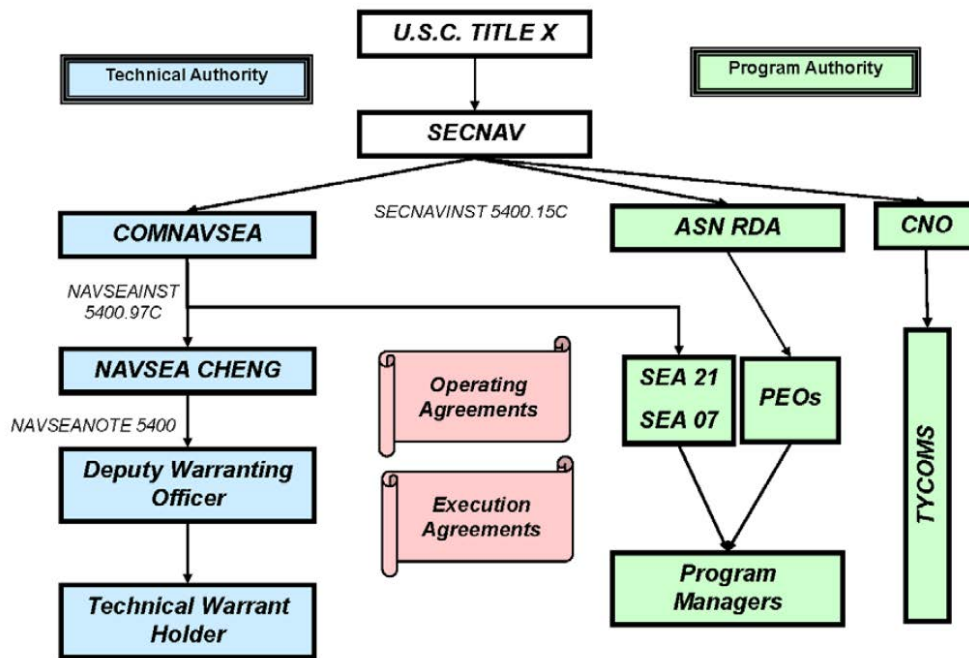 U.S.C. TITLE X
Technical Authority
Program Authority
SECNAV
SECNAVINST 5400.15C
COMNAVSEA
ASN RDA
CNO
NAVSEAINST
5400.97C
NAVSEA CHENG
Operating
Agreements
SEA 21
SEA 07
PEOs
TYCOMS
NAVSEANOTE 5400
Deputy Warranting
Officer
Execution
Agreements
Technical Warrant
Holder
Program
Managers